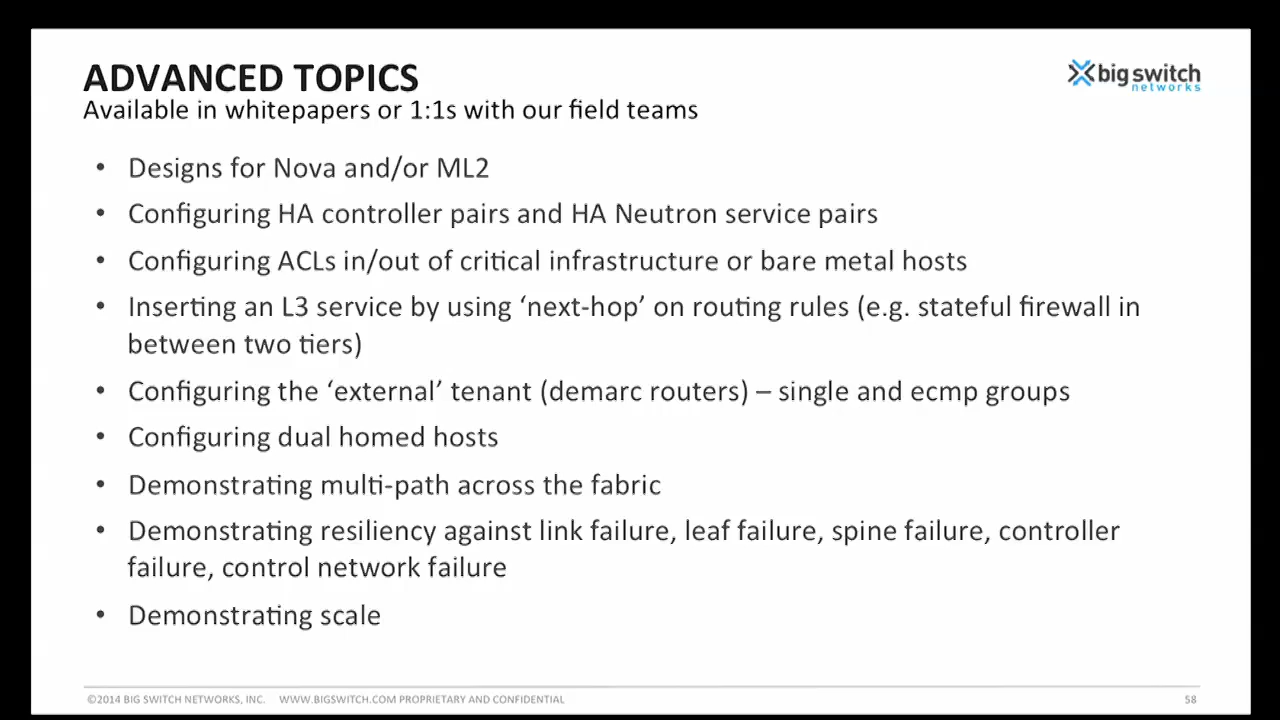 ADVANCED TOPICS
big switch
networks
Available in whitepapers or 1:1s with our field teams
• Designs for Nova and/or ML2
• Configuring HA controller pairs and HA Neutron service pairs
• Configuring ACLs in/out of critical infrastructure or bare metal hosts
• Inserting an L3 service by using ‘next-hop’ on routing rules (e.g. stateful firewall in
between two tiers)
• Configuring the ‘external’ tenant (demarc routers) – single and ecmp groups
• Configuring dual homed hosts
• Demonstrating multi-path across the fabric
• Demonstrating resiliency against link failure, leaf failure, spine failure, controller
failure, control network failure
• Demonstrating scale
©2014 BIG SWITCH NETWORKS, INC. WWW.BIGSWITCH.COM PROPRIETARY AND CONFIDENTIAL
58